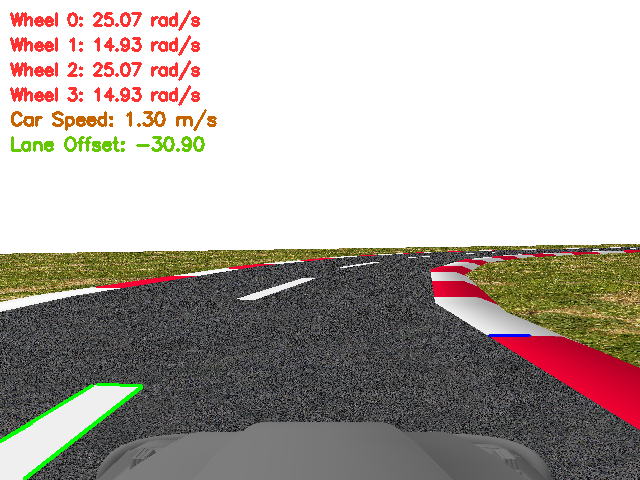 Wheel 0: 25.07 rad/s
Wheel 1: 14.93 rad/s
Wheel 2: 25.07 rad/s
Wheel 3: 14.93 rad/s
Car Speed: 1.30 m/s
Lane Offset: -30.90